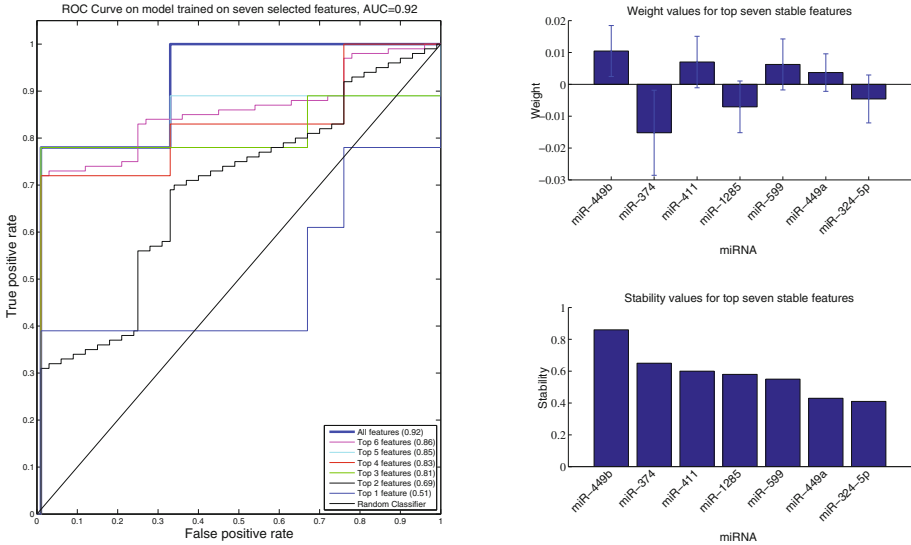 ROC Curve on model trained on seven selected features, AUC=0.92
True positive rate
1
0.9
0.8
0.7
0.6
0.5
0.4
0.3
0.2
0.1
0
0 0.1 0.2 0.3 0.4 0.5 0.6 0.7 0.8 0.9 1
False positive rate
All features (0.92)
Top 6 features (0.86)
Top 5 features (0.85)
Top 4 features (0.83)
Top 3 features (0.81)
Top 2 features (0.69)
Top 1 feature (0.51)
Random Classifier
Weight values for top seven stable features
Weight
0.02
0.01
0
−0.01
−0.02
−0.03
miR−449b
miR−374
miR−411
miR−1285
miR−599
miR−449a
miR−324−5p
miRNA
Stability values for top seven stable features
Stability
1
0.8
0.6
0.4
0.2
0
miR−449b
miR−374
miR−411
miR−1285
miR−599
miR−449a
miR−324−5p
miRNA